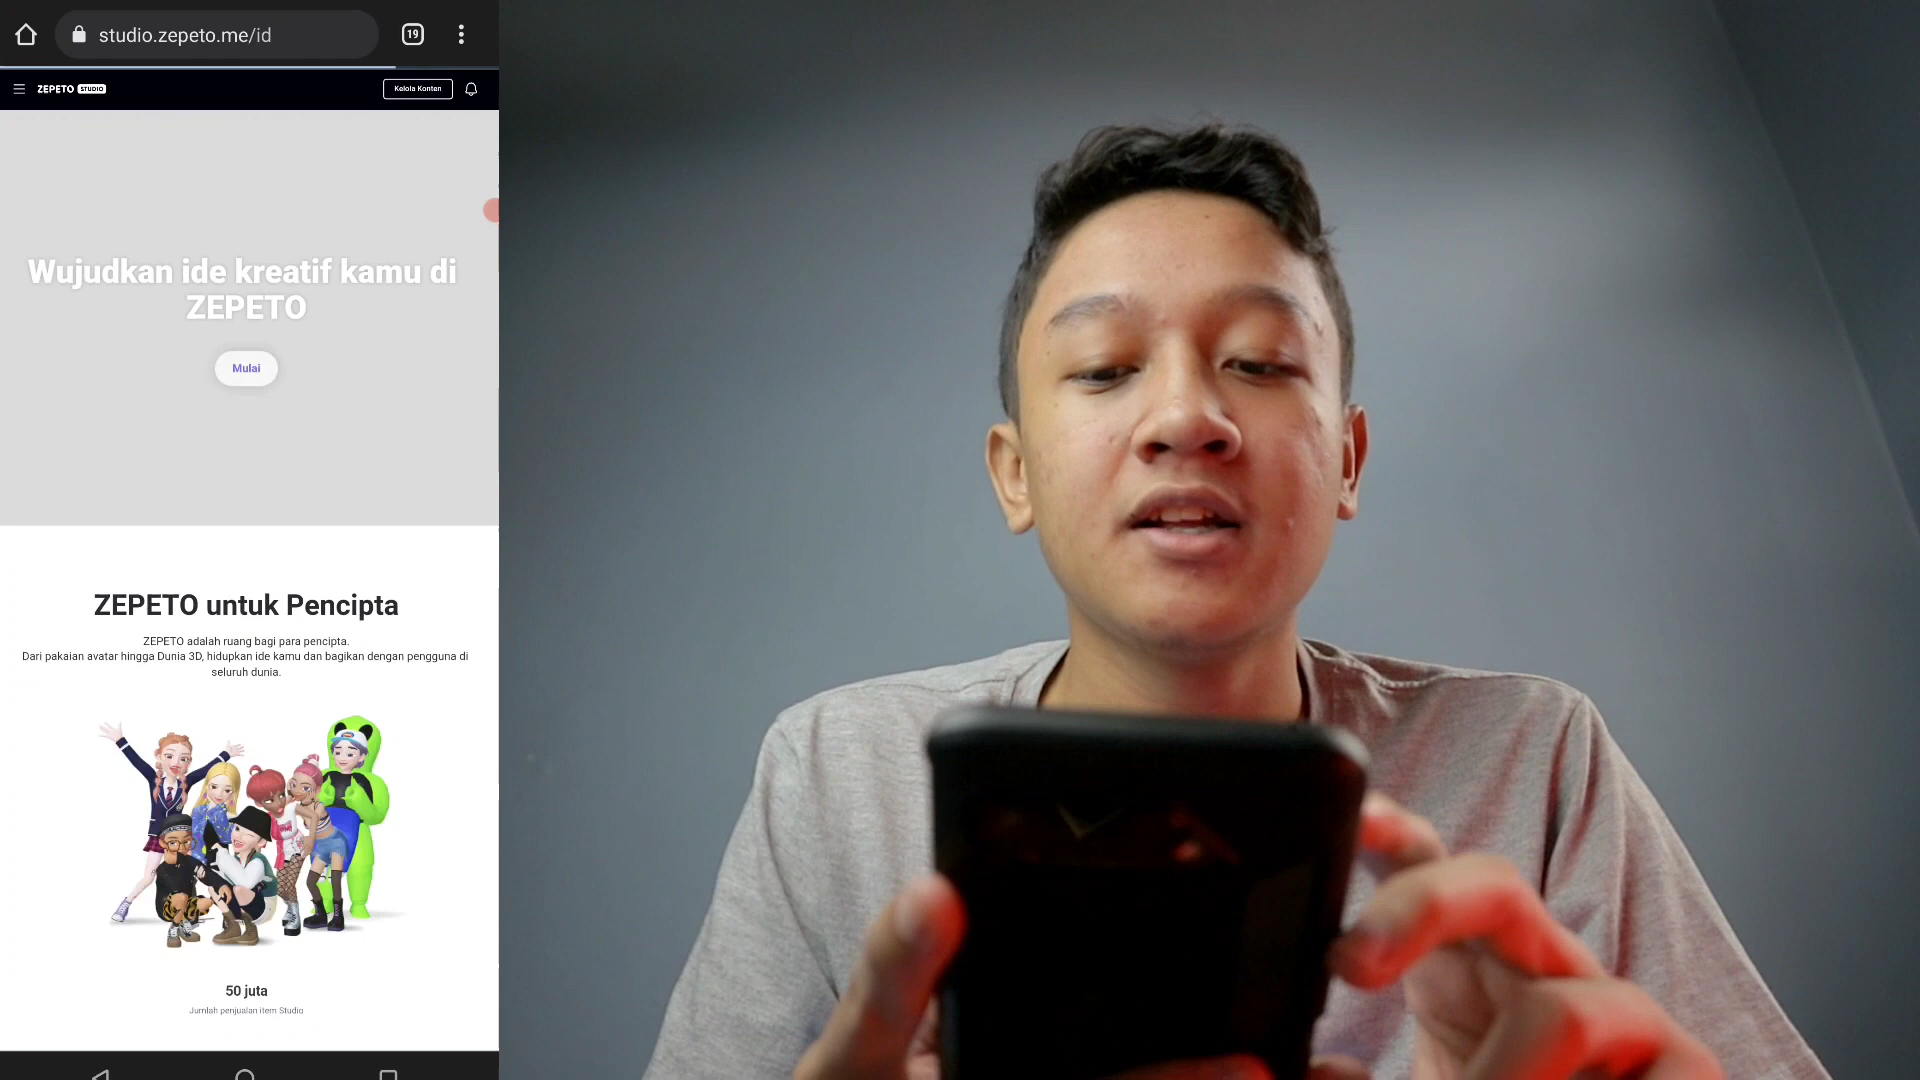 studio.zepeto.me/id
19
ZEPETO STUDIO
Kelola Konten
Wujudkan ide kreatif kamu di
ZEPETO
Mulai
ZEPETO untuk Pencipta
ZEPETO adalah ruang bagi para pencipta.
Dari pakaian avatar hingga Dunia 3D, hidupkan ide kamu dan bagikan dengan pengguna di
seluruh dunia.
50 juta
Jumlah penjualan item Studio